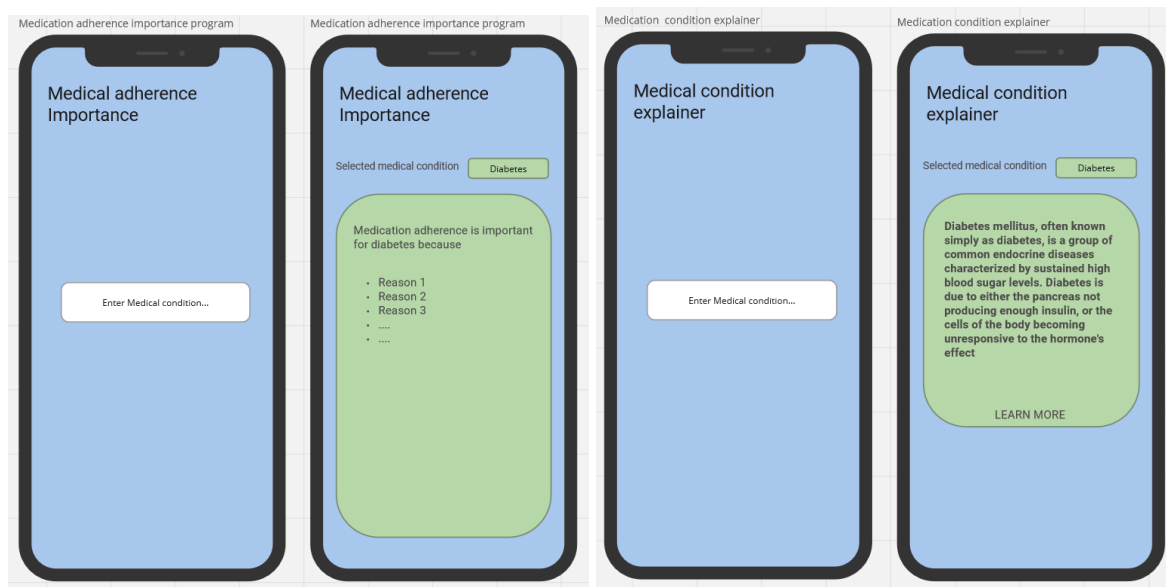 Medication adherence importance program
Medical adherence
Importance
Enter Medical condition...
Medication adherence importance program
Medical adherence
Importance
Selected medical condition
Diabetes
Medication adherence is important
for diabetes because
• Reason 1
• Reason 2
• Reason 3
• ....
• ....
Medication  condition explainer
Medical condition
explainer
Enter Medical condition...
Medication condition explainer
Medical condition
explainer
Selected medical condition
Diabetes
Diabetes mellitus, often known
simply as diabetes, is a group of
common endocrine diseases
characterized by sustained high
blood sugar levels. Diabetes is
due to either the pancreas not
producing enough insulin, or the
cells of the body becoming
unresponsive to the hormone's
effect
LEARN MORE